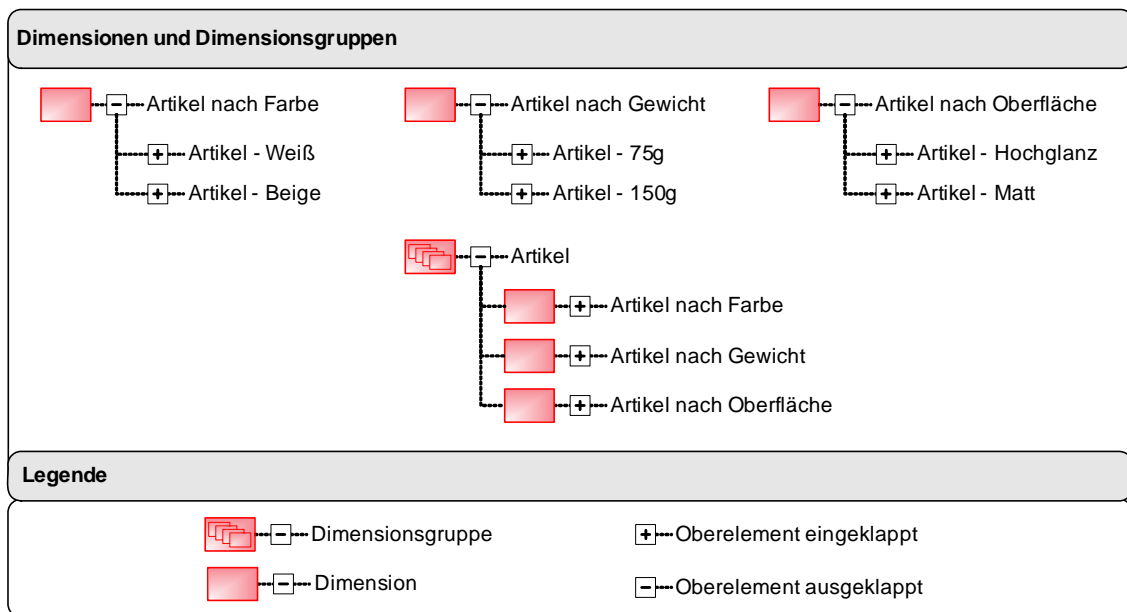 Dimensionen und Dimensionsgruppen
Artikel nach Farbe
Artikel - Weiß
Artikel - Beige
Artikel nach Gewicht
Artikel - 75g
Artikel - 150g
Artikel nach Oberfläche
Artikel - Hochglanz
Artikel - Matt
Artikel
Artikel nach Farbe
Artikel nach Gewicht
Artikel nach Oberfläche
Legende
Dimensionsgruppe
Dimension
Oberelement eingeklappt
Oberelement ausgeklappt